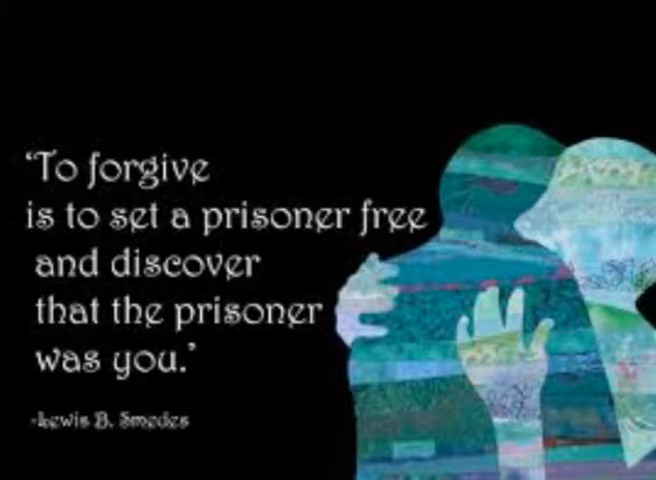 ‘To forgive
is to set a prisoner free
and discover
that the prisoner
was you.’
-Lewis B. Smedes